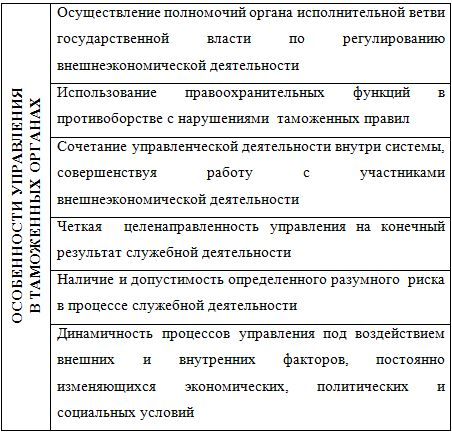 ОСОБЕННОСТИ УПРАВЛЕНИЯ
В ТАМОЖЕННЫХ ОРГАНАХ
Осуществление полномочий органа исполнительной ветви
государственной власти по регулированию
внешнеэкономической деятельности
Использование правоохранительных функций в
противоборстве с нарушениями таможенных правил
Сочетание управленческой деятельности внутри системы,
совершенствуя работу с участниками
внешнеэкономической деятельности
Четкая целенаправленность управления на конечный
результат служебной деятельности
Наличие и допустимость определенного разумного риска
в процессе служебной деятельности
Динамичность процессов управления под воздействием
внешних и внутренних факторов, постоянно
изменяющихся экономических, политических и
социальных условий